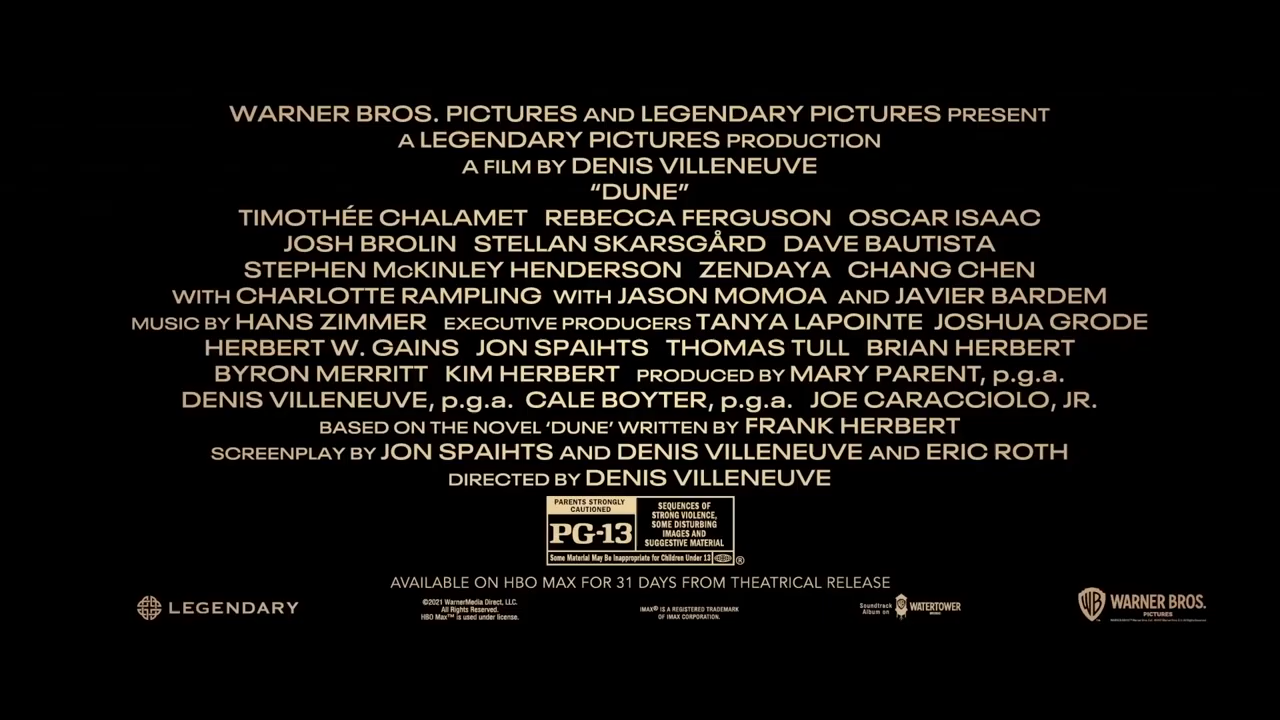 WARNER BROS. PICTURES AND LEGENDARY PICTURES PRESENT
A LEGENDARY PICTURES PRODUCTION
A FILM BY DENIS VILLENEUVE
“DUNE”
TIMOTHÉE CHALAMET REBECCA FERGUSON OSCAR ISAAC
JOSH BROLIN STELLAN SKARSGÅRD DAVE BAUTISTA
STEPHEN McKINLEY HENDERSON ZENDAYA CHANG CHEN
WITH CHARLOTTE RAMPLING WITH JASON MOMOA AND JAVIER BARDEM
MUSIC BY HANS ZIMMER EXECUTIVE PRODUCERS TANYA LAPOINTE JOSHUA GRODE
HERBERT W. GAINS JON SPAIHTS THOMAS TULL BRIAN HERBERT
BYRON MERRITT KIM HERBERT PRODUCED BY MARY PARENT, p.g.a.
DENIS VILLENEUVE, p.g.a. CALE BOYTER, p.g.a. JOE CARACCIOLO, JR.
BASED ON THE NOVEL ‘DUNE’ WRITTEN BY FRANK HERBERT
SCREENPLAY BY JON SPAIHTS AND DENIS VILLENEUVE AND ERIC ROTH
DIRECTED BY DENIS VILLENEUVE
PARENTS STRONGLY
CAUTIONED
PG-13
SEQUENCES OF
STRONG VIOLENCE,
SOME DISTURBING
IMAGES AND
SUGGESTIVE MATERIAL
Some Material May Be Inappropriate for Children Under 13
®
AVAILABLE ON HBO MAX FOR 31 DAYS FROM THEATRICAL RELEASE
LEGENDARY
©2021 WarnerMedia Direct, LLC.
All Rights Reserved.
HBO Max™ is used under license.
IMAX® IS A REGISTERED TRADEMARK
OF IMAX CORPORATION.
Soundtrack
Album on
WATERTOWER
WB
WARNER BROS.
PICTURES